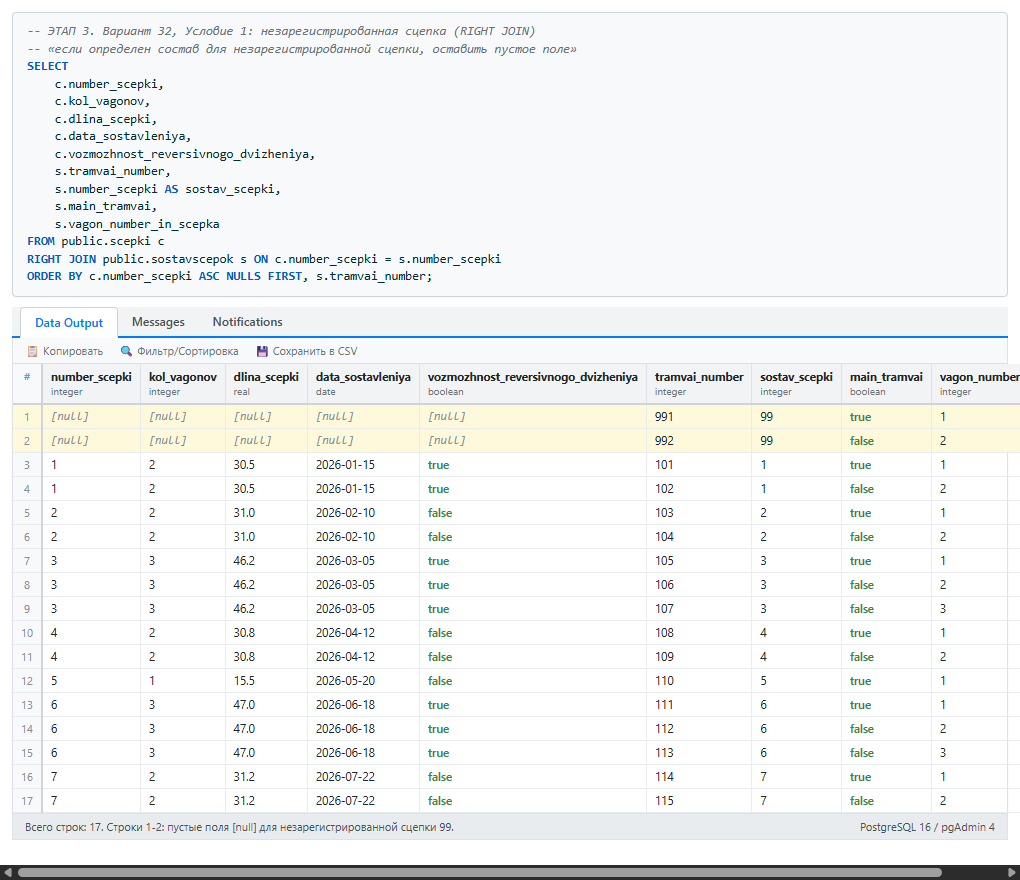 -- ЭТАП 3. Вариант 32, Условие 1: незарегистрированная сцепка (RIGHT JOIN)
-- «если определен состав для незарегистрированной сцепки, оставить пустое поле»
SELECT
    c.number_scepki,
    c.kol_vagonov,
    c.dlina_scepki,
    c.data_sostavleniya,
    c.vozmozhnost_reversivnogo_dvizheniya,
    s.tramvai_number,
    s.number_scepki AS sostav_scepki,
    s.main_tramvai,
    s.vagon_number_in_scepka
FROM public.scepki c
RIGHT JOIN public.sostavscepok s ON c.number_scepki = s.number_scepki
ORDER BY c.number_scepki ASC NULLS FIRST, s.tramvai_number;
Data Output Messages Notifications
Копировать Фильтр/Сортировка Сохранить в CSV
# number_scepki kol_vagonov dlina_scepki data_sostavleniya vozmozhnost_reversivnogo_dvizheniya tramvai_number sostav_scepki main_tramvai vagon_number
integer integer real date boolean integer integer boolean integer
1 [null] [null] [null] [null] [null] 991 99 true 1
2 [null] [null] [null] [null] [null] 992 99 false 2
3 1 2 30.5 2026-01-15 true 101 1 true 1
4 1 2 30.5 2026-01-15 true 102 1 false 2
5 2 2 31.0 2026-02-10 false 103 2 true 1
6 2 2 31.0 2026-02-10 false 104 2 false 2
7 3 3 46.2 2026-03-05 true 105 3 true 1
8 3 3 46.2 2026-03-05 true 106 3 false 2
9 3 3 46.2 2026-03-05 true 107 3 false 3
10 4 2 30.8 2026-04-12 false 108 4 true 1
11 4 2 30.8 2026-04-12 false 109 4 false 2
12 5 1 15.5 2026-05-20 false 110 5 true 1
13 6 3 47.0 2026-06-18 true 111 6 true 1
14 6 3 47.0 2026-06-18 true 112 6 false 2
15 6 3 47.0 2026-06-18 true 113 6 false 3
16 7 2 31.2 2026-07-22 false 114 7 true 1
17 7 2 31.2 2026-07-22 false 115 7 false 2
Всего строк: 17. Строки 1-2: пустые поля [null] для незарегистрированной сцепки 99. PostgreSQL 16 / pgAdmin 4